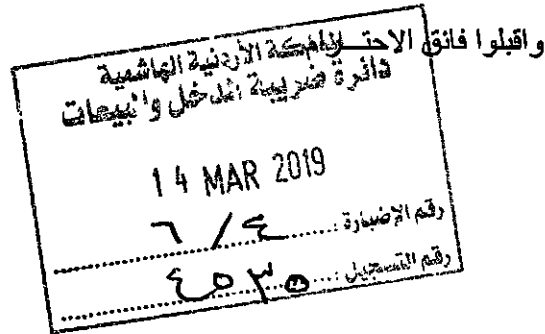 واقبلوا فائق الاحترام
المملكة الأردنية الهاشمية
دائرة ضريبة الدخل والمبيعات
14 MAR 2019
رقم الإضبارة : ٦/٤
رقم التسجيل : ٤٥٣٥